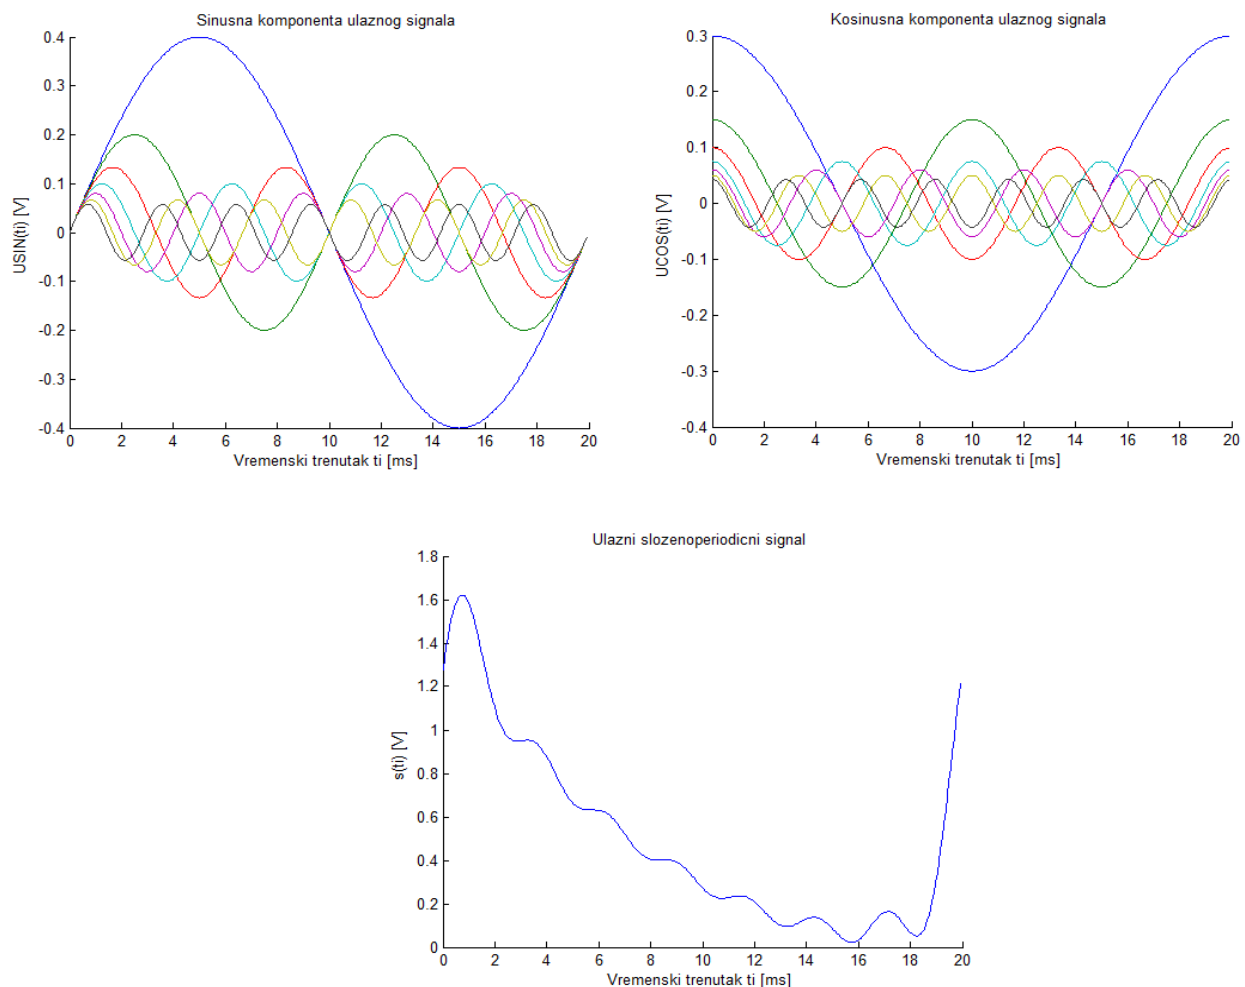 Sinusna komponenta ulaznog signala
0.4
0.3
0.2
0.1
0
-0.1
-0.2
-0.3
-0.4
USIN(ti) [V]
0 2 4 6 8 10 12 14 16 18 20
Vremenski trenutak ti [ms]
Kosinusna komponenta ulaznog signala
0.3
0.2
0.1
0
-0.1
-0.2
-0.3
-0.4
UCOS(ti) [V]
0 2 4 6 8 10 12 14 16 18 20
Vremenski trenutak ti [ms]
Ulazni slozenoperiodicni signal
1.8
1.6
1.4
1.2
1
0.8
0.6
0.4
0.2
0
s(ti) [V]
0 2 4 6 8 10 12 14 16 18 20
Vremenski trenutak ti [ms]